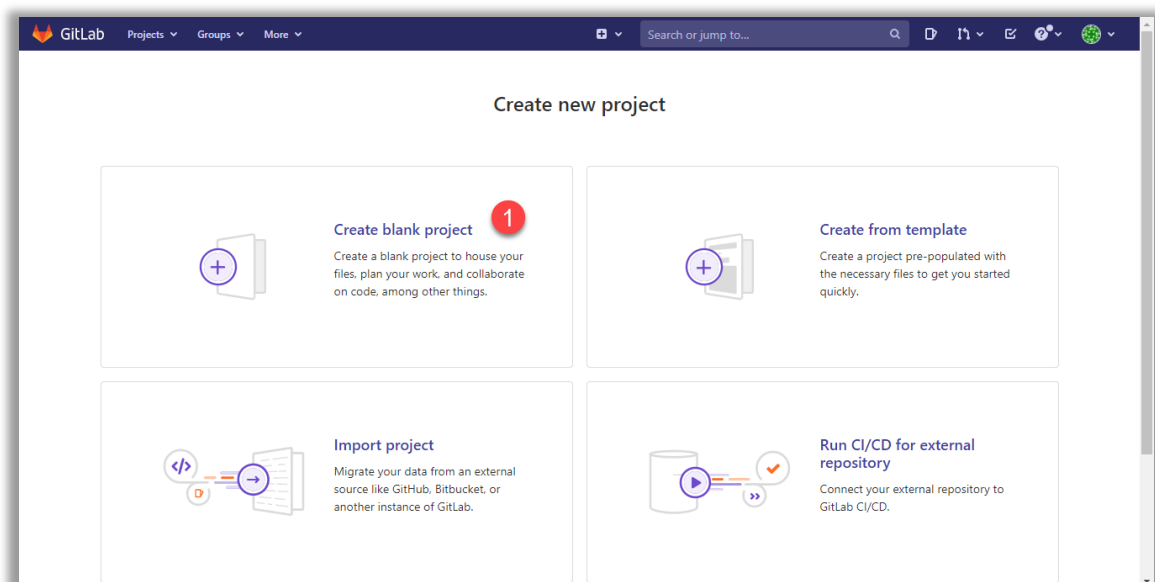 GitLab Projects Groups More Search or jump to...
Create new project
Create blank project 1
Create a blank project to house your
files, plan your work, and collaborate
on code, among other things.
Create from template
Create a project pre-populated with
the necessary files to get you started
quickly.
Import project
Migrate your data from an external
source like GitHub, Bitbucket, or
another instance of GitLab.
Run CI/CD for external
repository
Connect your external repository to
GitLab CI/CD.